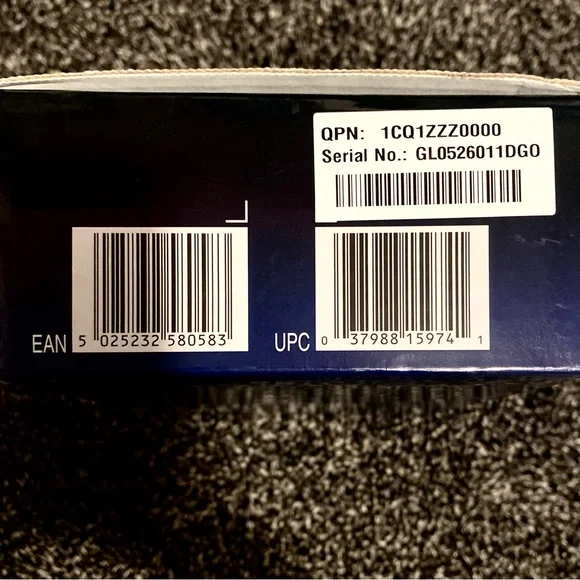 QPN: 1CQ1ZZZ0000
Serial No.: GL0526011DGO
EAN 5 025232 580583
UPC 0 37988 15974 1